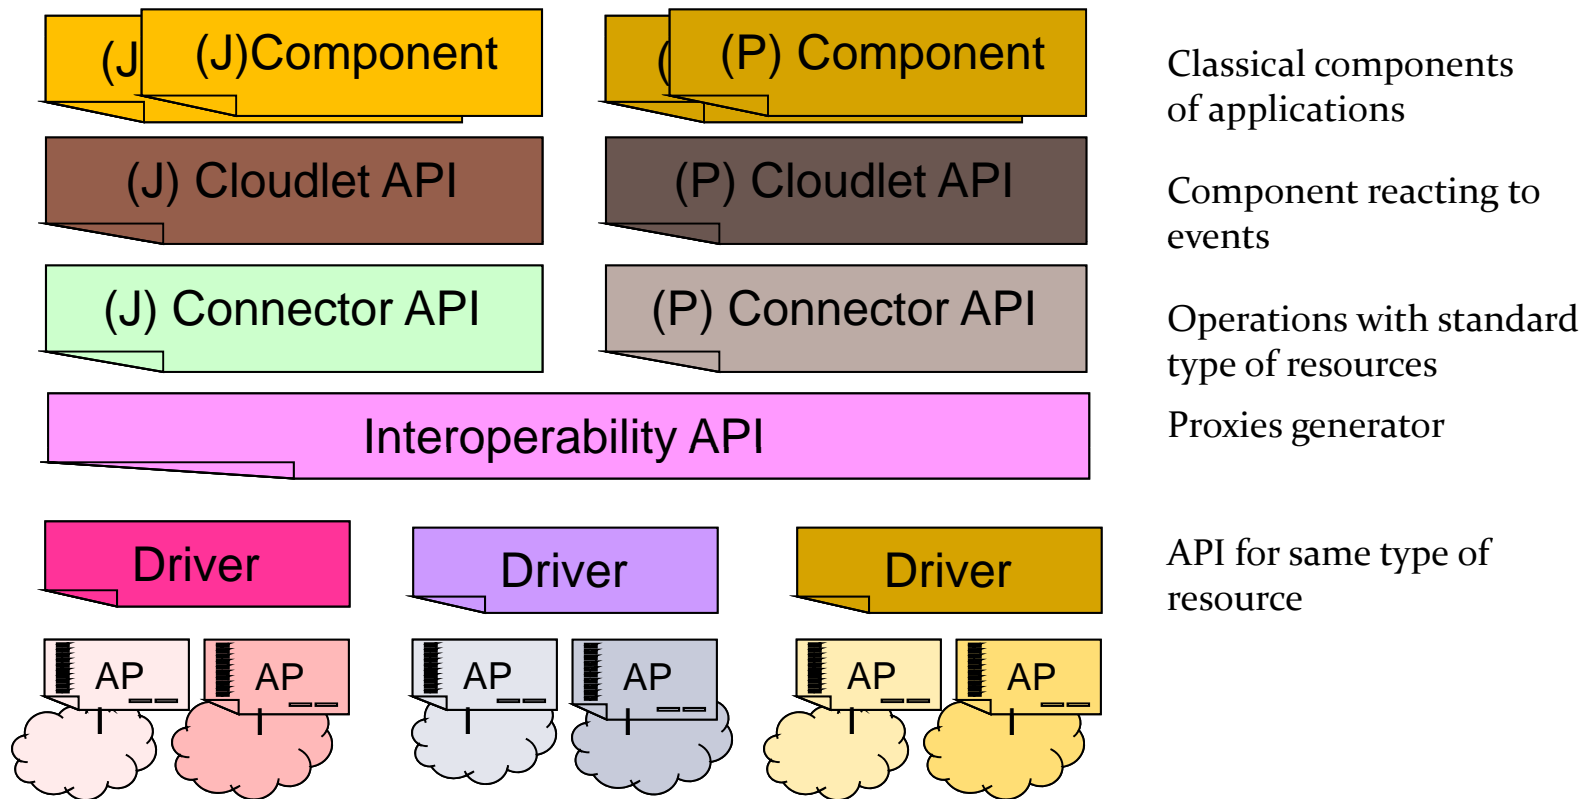 (J
(J)Component
(
(P) Component
Classical components
of applications
(J) Cloudlet API
(P) Cloudlet API
Component reacting to
events
(J) Connector API
(P) Connector API
Operations with standard
type of resources
Interoperability API
Proxies generator
Driver
Driver
Driver
API for same type of
resource
AP
I
AP
I
AP
I
AP
I
AP
I
AP
I